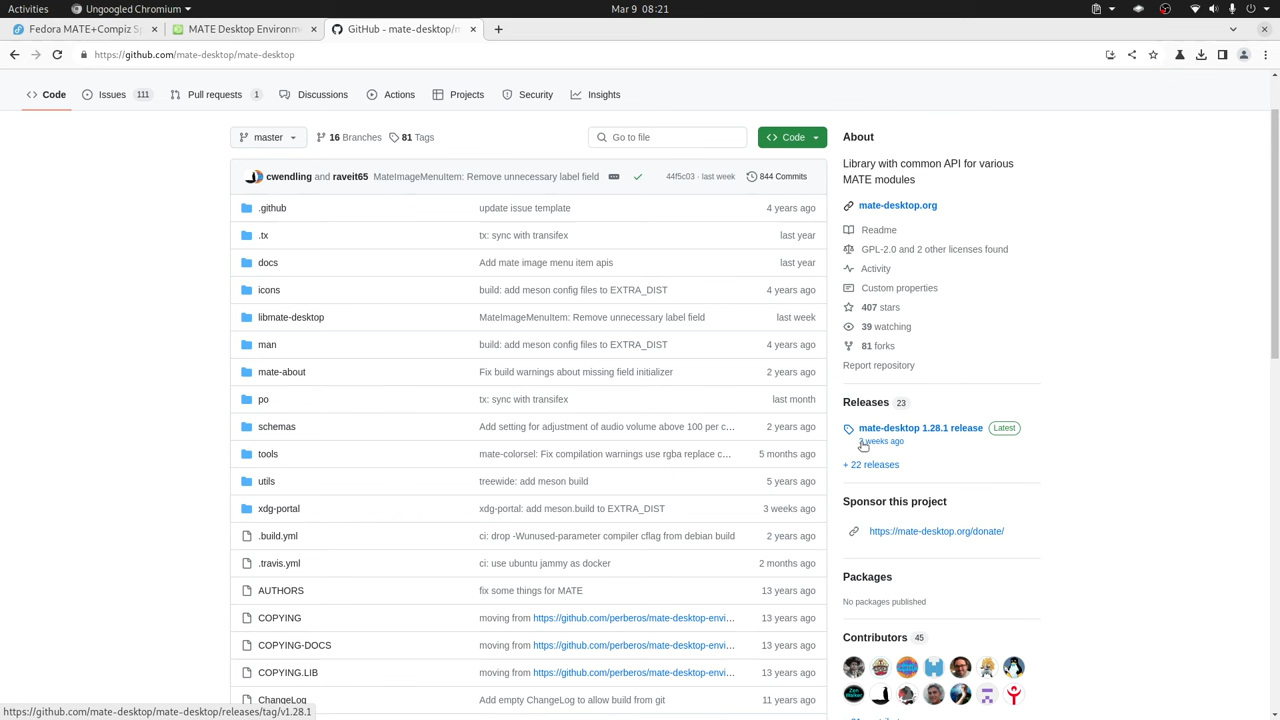 Activities Ungoogled Chromium Mar 9 08:21
Fedora MATE+Compiz Sp MATE Desktop Environm GitHub - mate-desktop/m
https://github.com/mate-desktop/mate-desktop
Code Issues 111 Pull requests 1 Discussions Actions Projects Security Insights
master 16 Branches 81 Tags Go to file Code
cwendling and raveit65 MateImageMenuItem: Remove unnecessary label field 44f5c03 · last week 844 Commits
.github update issue template 4 years ago
.tx tx: sync with transifex last year
docs Add mate image menu item apis last year
icons build: add meson config files to EXTRA_DIST 4 years ago
libmate-desktop MateImageMenuItem: Remove unnecessary label field last week
man build: add meson config files to EXTRA_DIST 4 years ago
mate-about Fix build warnings about missing field initializer 2 years ago
po tx: sync with transifex last month
schemas Add setting for adjustment of audio volume above 100 per c… 2 years ago
tools mate-colorsel: Fix compilation warnings use rgba replace c… 5 months ago
utils treewide: add meson build 5 years ago
xdg-portal xdg-portal: add meson.build to EXTRA_DIST 3 weeks ago
.build.yml ci: drop -Wunused-parameter compiler cflag from debian build 2 years ago
.travis.yml ci: use ubuntu jammy as docker 2 months ago
AUTHORS fix some things for MATE 13 years ago
COPYING moving from https://github.com/perberos/mate-desktop-envi… 13 years ago
COPYING-DOCS moving from https://github.com/perberos/mate-desktop-envi… 13 years ago
COPYING.LIB moving from https://github.com/perberos/mate-desktop-envi… 13 years ago
ChangeLog Add empty ChangeLog to allow build from git 11 years ago
About
Library with common API for various
MATE modules
mate-desktop.org
Readme
GPL-2.0 and 2 other licenses found
Activity
Custom properties
407 stars
39 watching
81 forks
Report repository
Releases 23
mate-desktop 1.28.1 release Latest
weeks ago
+ 22 releases
Sponsor this project
https://mate-desktop.org/donate/
Packages
No packages published
Contributors 45
https://github.com/mate-desktop/mate-desktop/releases/tag/v1.28.1